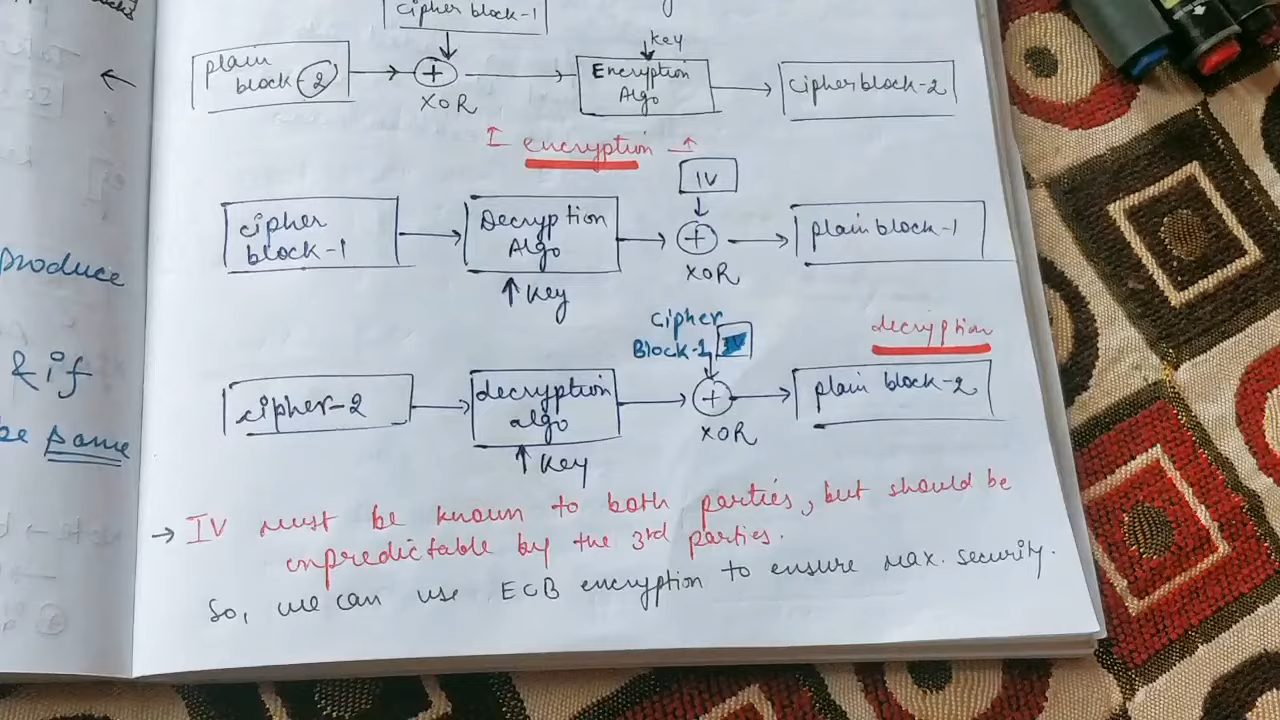 cipher block-1
plain
block 2
XOR
key
Encryption
Algo
cipher block-2
encryption
IV
cipher
block-1
Decryption
Algo
key
XOR
plain block-1
produce
cipher
Block-1
decryption
& if
cipher-2
decryption
algo
key
XOR
plain block-2
be same
→ IV must be known to both parties, but should be
unpredictable by the 3rd parties.
So, we can use ECB encryption to ensure max. security.